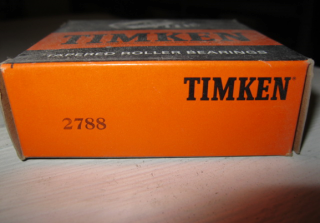 TIMKEN
TAPERED ROLLER BEARINGS
TIMKEN
2788